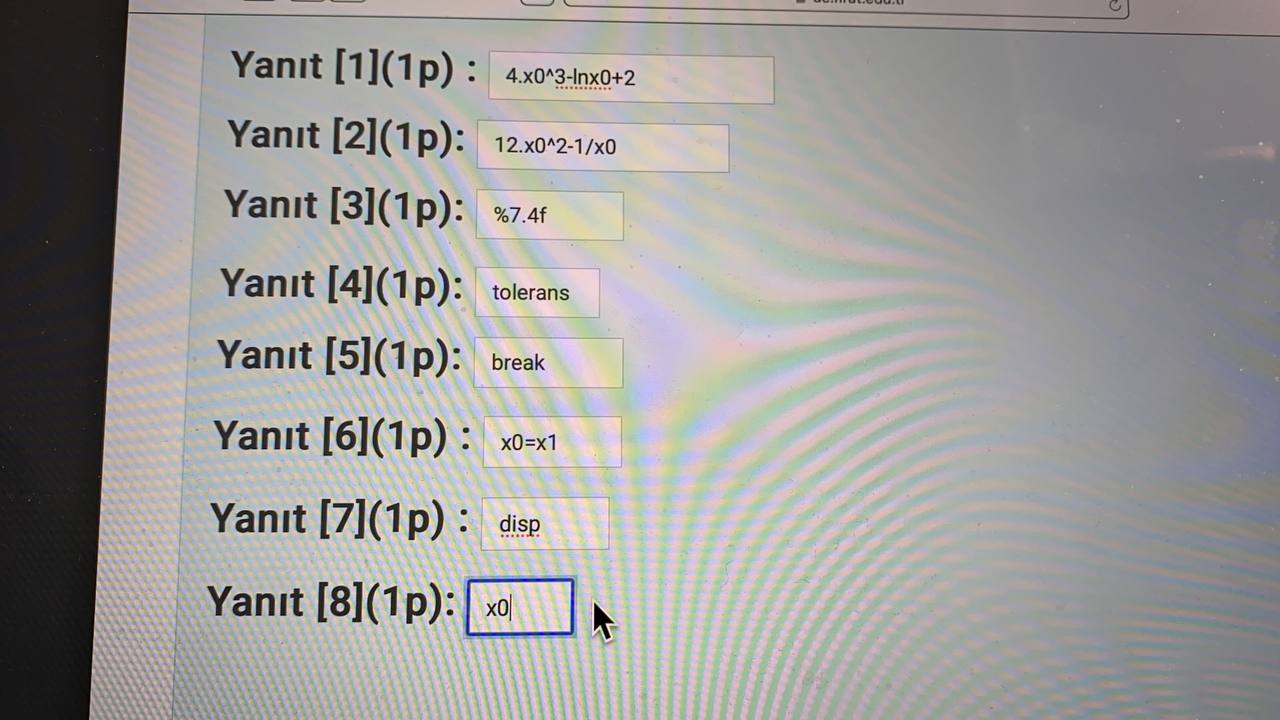 Yanıt [1](1p) : 4.x0^3-lnx0+2
Yanıt [2](1p): 12.x0^2-1/x0
Yanıt [3](1p): %7.4f
Yanıt [4](1p): tolerans
Yanıt [5](1p): break
Yanıt [6](1p) : x0=x1
Yanıt [7](1p) : disp
Yanıt [8](1p): x0